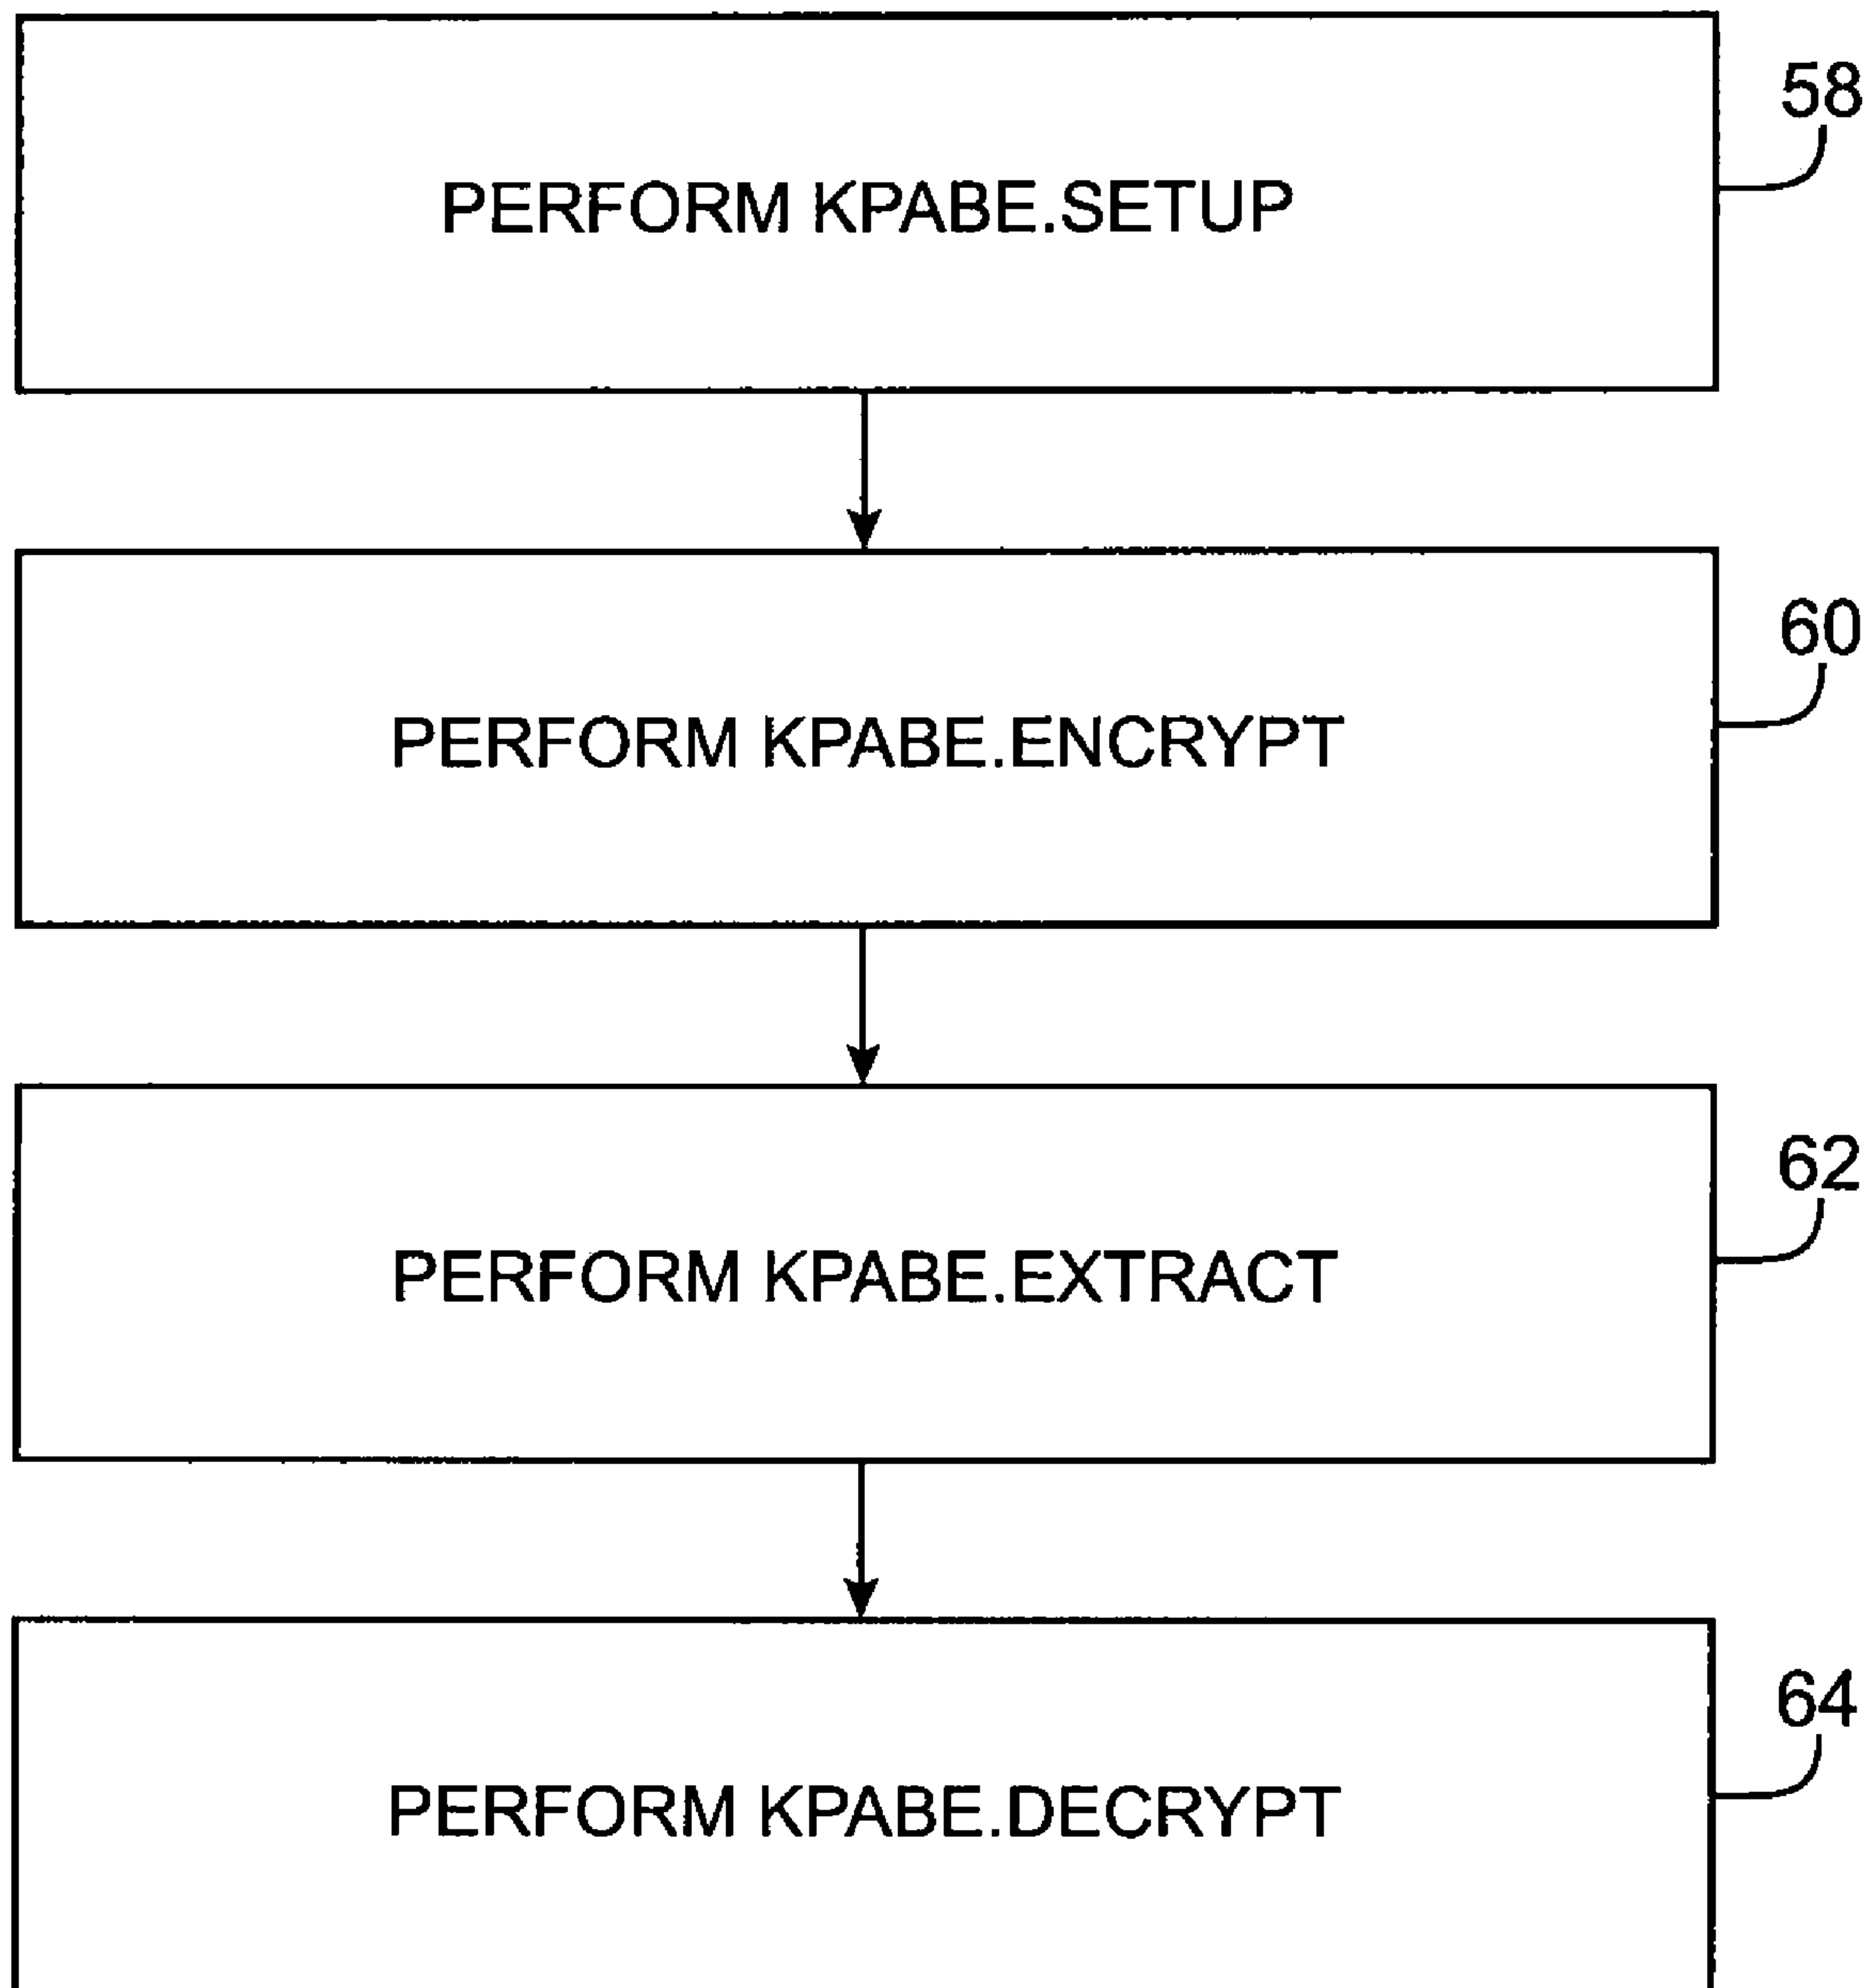 58
PERFORM KPABE.SETUP
60
PERFORM KPABE.ENCRYPT
62
PERFORM KPABE.EXTRACT
64
PERFORM KPABE.DECRYPT